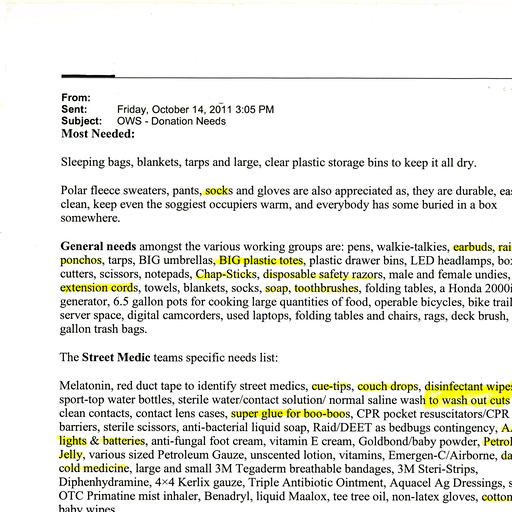 From:
Sent: Friday, October 14, 2011 3:05 PM
Subject: OWS - Donation Needs
Most Needed:
Sleeping bags, blankets, tarps and large, clear plastic storage bins to keep it all dry.
Polar fleece sweaters, pants, socks and gloves are also appreciated as, they are durable, eas
clean, keep even the soggiest occupiers warm, and everybody has some buried in a box
somewhere.
General needs amongst the various working groups are: pens, walkie-talkies, earbuds, rai
ponchos, tarps, BIG umbrellas, BIG plastic totes, plastic drawer bins, LED headlamps, box
cutters, scissors, notepads, Chap-Sticks, disposable safety razors, male and female undies,
extension cords, towels, blankets, socks, soap, toothbrushes, folding tables, a Honda 2000i
generator, 6.5 gallon pots for cooking large quantities of food, operable bicycles, bike trail
server space, digital camcorders, used laptops, folding tables and chairs, rags, deck brush,
gallon trash bags.
The Street Medic teams specific needs list:
Melatonin, red duct tape to identify street medics, cue-tips, couch drops, disinfectant wipes
sport-top water bottles, sterile water/contact solution/ normal saline wash to wash out cuts
clean contacts, contact lens cases, super glue for boo-boos, CPR pocket resuscitators/CPR
barriers, sterile scissors, anti-bacterial liquid soap, Raid/DEET as bedbugs contingency, A
lights & batteries, anti-fungal foot cream, vitamin E cream, Goldbond/baby powder, Petrol
Jelly, various sized Petroleum Gauze, unscented lotion, vitamins, Emergen-C/Airborne, da
cold medicine, large and small 3M Tegaderm breathable bandages, 3M Steri-Strips,
Diphenhydramine, 4×4 Kerlix gauze, Triple Antibiotic Ointment, Aquacel Ag Dressings, s
OTC Primatine mist inhaler, Benadryl, liquid Maalox, tee tree oil, non-latex gloves, cotton
baby wipes